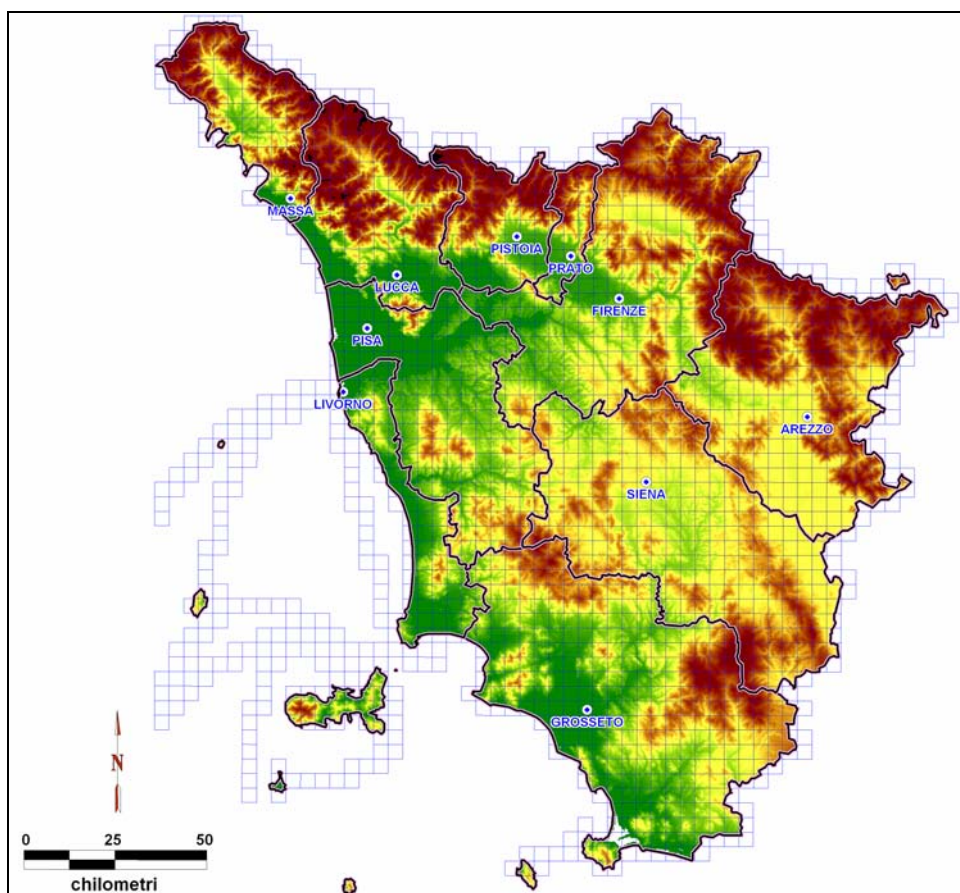 MASSA
PISTOIA
PRATO
LUCCA
FIRENZE
PISA
LIVORNO
AREZZO
SIENA
GROSSETO
N
0 25 50
chilometri